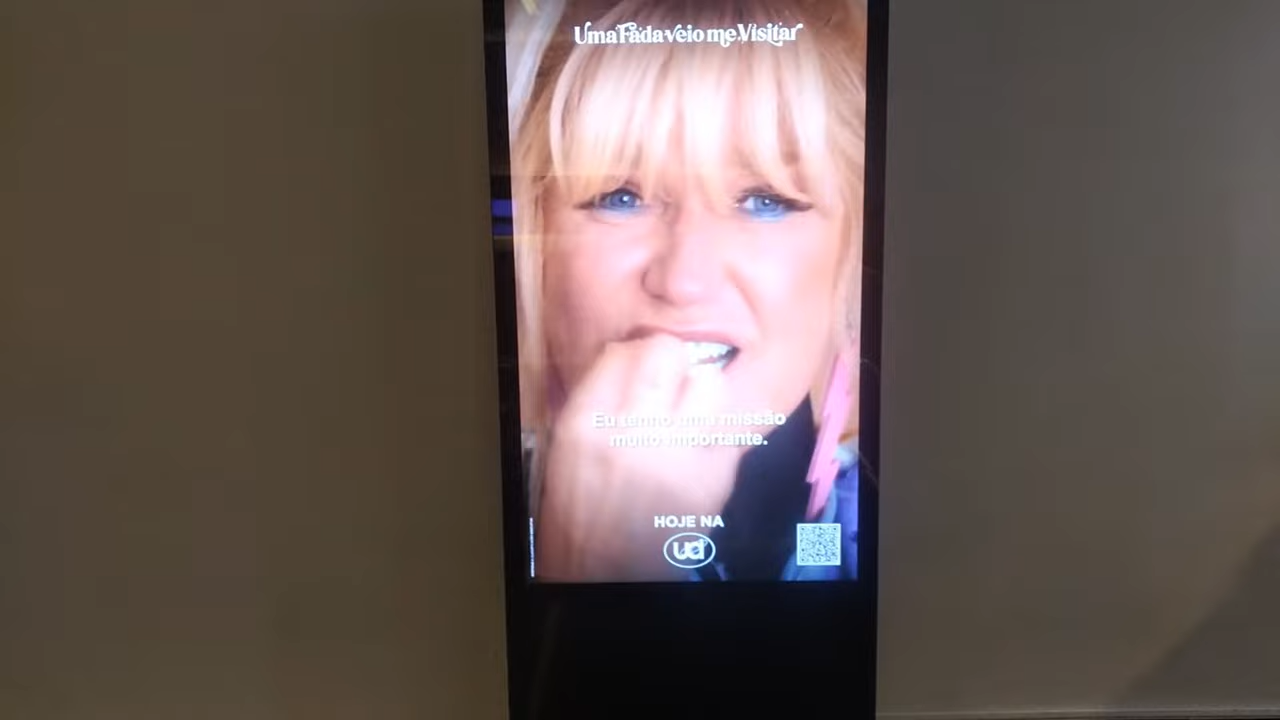 Uma Fada veio me Visitar
Eu tenho uma missão
muito importante.
HOJE NA
uci